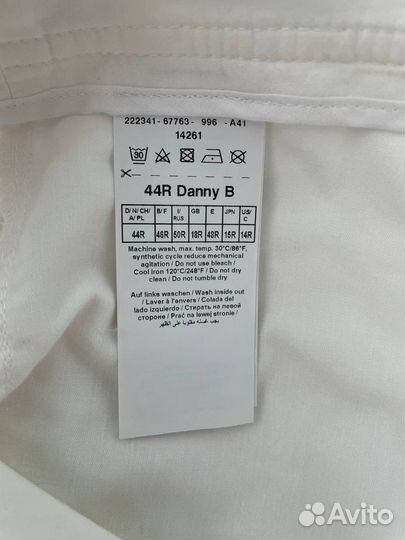 222341- 67763- 996 - A41
14261
30
44R Danny B
D/ N/ CH/ A/ PL B/ F I/ RUS GB E JPN US/ C
44R 46R 50R 18R 48R 15R 14R
Machine wash, max. temp. 30°C/86°F,
synthetic cycle reduce mechanical
agitation / Do not use bleach /
Cool iron 120°C/248°F / Do not dry
clean / Do not tumble dry
Auf links waschen / Wash inside out
/ Laver à l'envers / Colada del
lado izquierdo / Стирать на левой
стороне / Prać na lewej stronie /
يجب غسله مقلوبا على الظهر
Avito